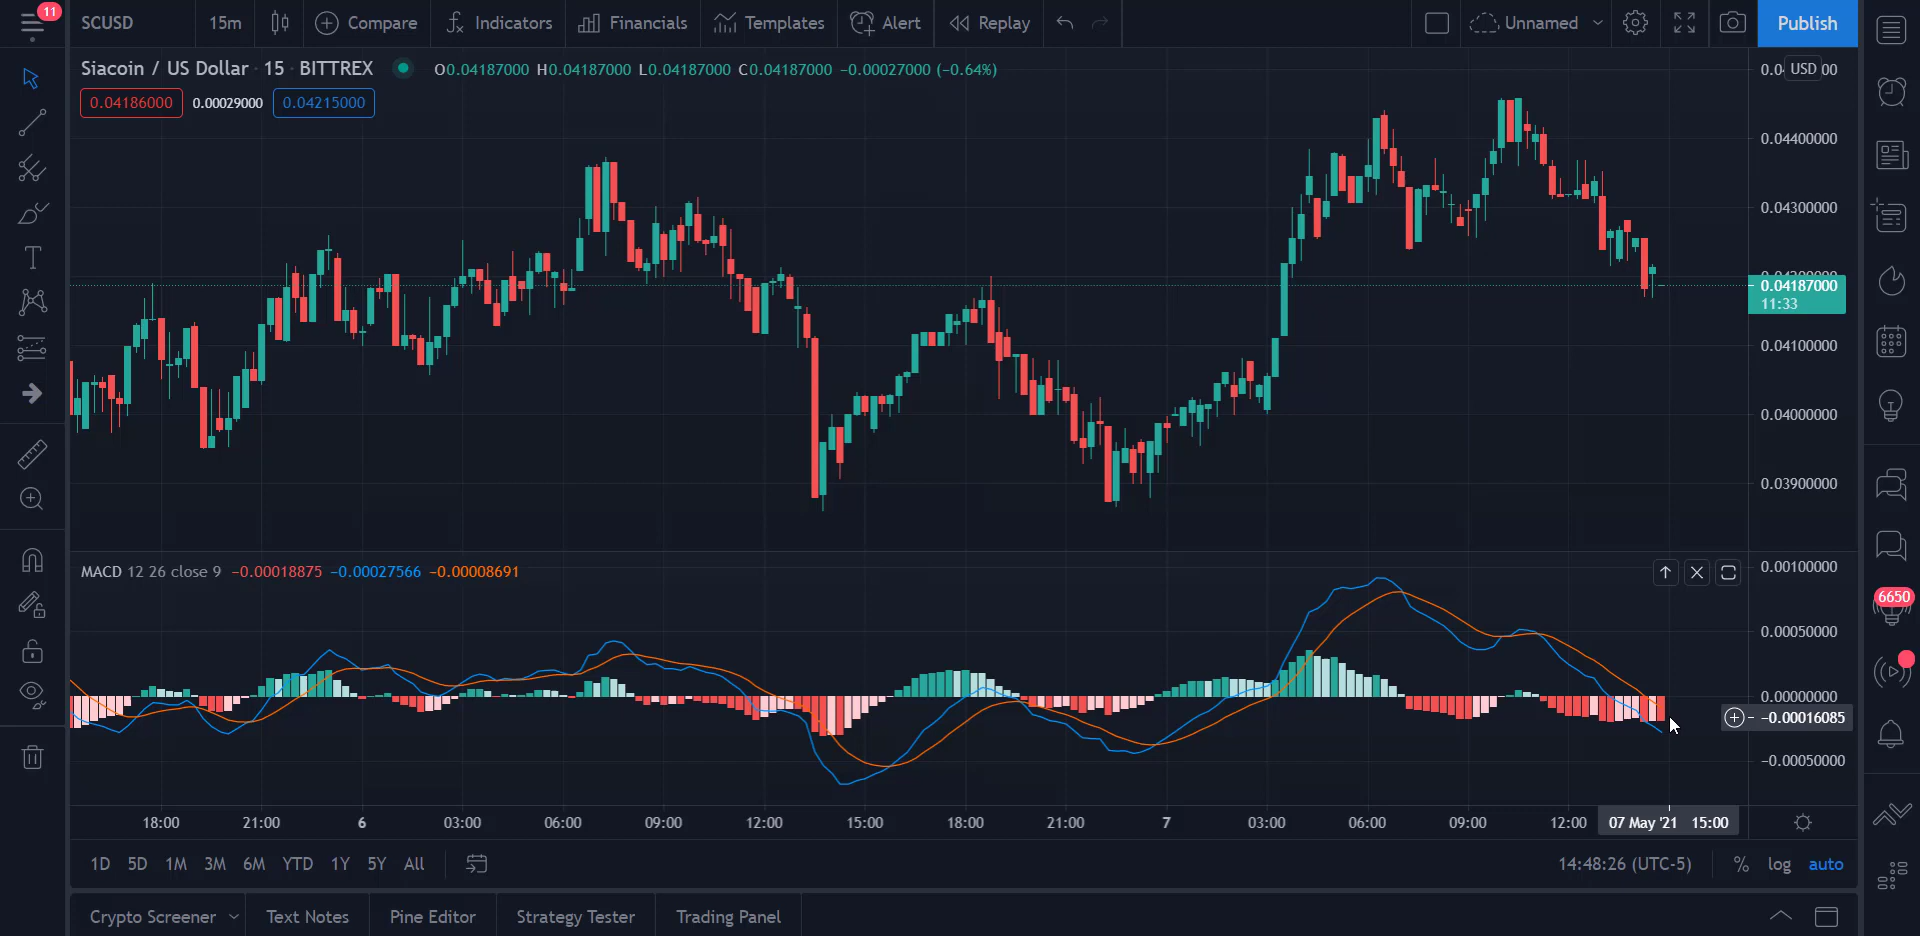 11
SCUSD
15m
Compare
Indicators
Financials
Templates
Alert
Replay
Unnamed
Publish
Siacoin / US Dollar · 15 · BITTREX
O0.04187000 H0.04187000 L0.04187000 C0.04187000 −0.00027000 (−0.64%)
USD
0.04186000
0.00029000
0.04215000
0.04400000
0.04300000
0.04187000
11:33
0.04100000
0.04000000
0.03900000
MACD 12 26 close 9 −0.00018875 −0.00027566 −0.00008691
0.00100000
0.00050000
0.00000000
−0.00016085
−0.00050000
6650
18:00 21:00 6 03:00 06:00 09:00 12:00 15:00 18:00 21:00 7 03:00 06:00 09:00 12:00 07 May '21 15:00
1D 5D 1M 3M 6M YTD 1Y 5Y All
14:48:26 (UTC-5)
% log auto
Crypto Screener
Text Notes
Pine Editor
Strategy Tester
Trading Panel